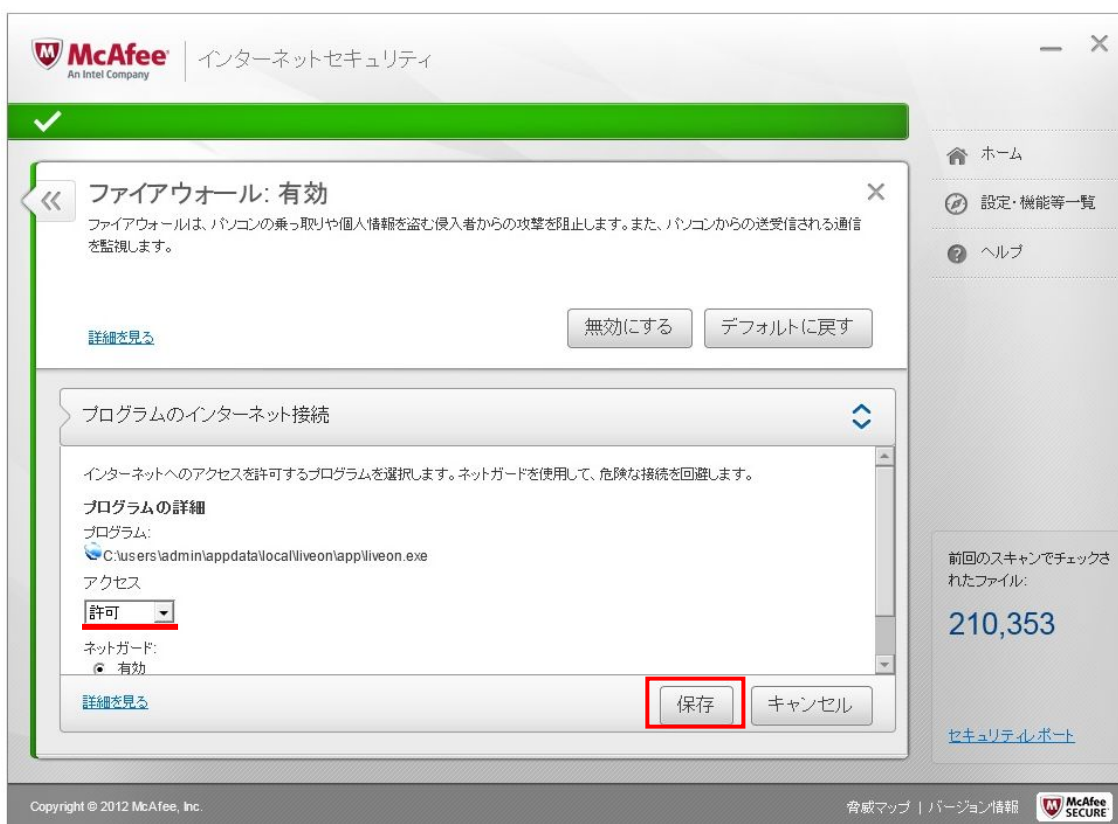 McAfee
An Intel Company
インターネットセキュリティ
ホーム
設定・機能等一覧
ヘルプ
ファイアウォール: 有効
ファイアウォールは、パソコンの乗っ取りや個人情報を盗む侵入者からの攻撃を阻止します。また、パソコンからの送受信される通信
を監視します。
詳細を見る
無効にする
デフォルトに戻す
プログラムのインターネット接続
インターネットへのアクセスを許可するプログラムを選択します。ネットガードを使用して、危険な接続を回避します。
プログラムの詳細
プログラム:
C:\users\admin\appdata\local\liveon\app\liveon.exe
アクセス
許可
ネットガード:
有効
詳細を見る
保存
キャンセル
前回のスキャンでチェックさ
れたファイル:
210,353
セキュリティレポート
Copyright © 2012 McAfee, Inc.
脅威マップ | バージョン情報
McAfee
SECURE